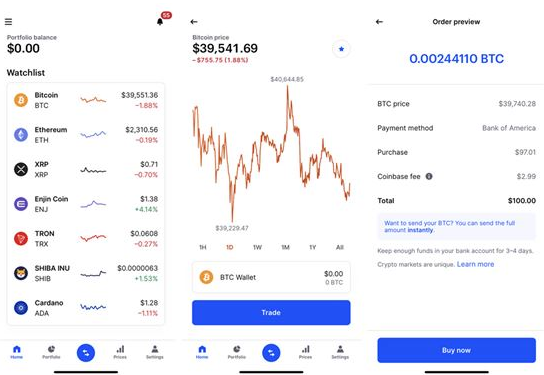 55
Portfolio balance
$0.00
Watchlist
Bitcoin
BTC
$39,551.36
−1.88%
Ethereum
ETH
$2,310.56
−0.19%
XRP
XRP
$0.71
−0.70%
Enjin Coin
ENJ
$1.38
+4.14%
TRON
TRX
$0.0608
−0.27%
SHIBA INU
SHIB
$0.0000063
+1.53%
Cardano
ADA
$1.28
−1.11%
Home
Portfolio
Prices
Settings
Bitcoin price
$39,541.69
−$755.75 (1.88%)
$40,644.85
$39,229.47
1H
1D
1W
1M
1Y
All
BTC Wallet
$0.00
0 BTC
Trade
Home
Portfolio
Prices
Settings
Order preview
0.00244110 BTC
BTC price
$39,740.28
Payment method
Bank of America
Purchase
$97.01
Coinbase fee
$2.99
Total
$100.00
Want to send your BTC? You can send the full
amount instantly.
Keep enough funds in your bank account for 3–4 days.
Crypto markets are unique. Learn more
Buy now